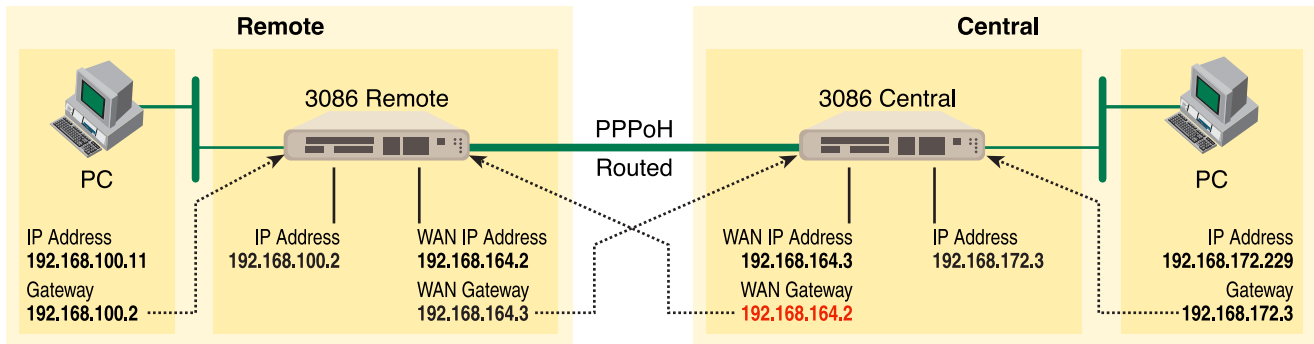 Remote
PC
IP Address
192.168.100.11
Gateway
192.168.100.2
3086 Remote
IP Address
192.168.100.2
WAN IP Address
192.168.164.2
WAN Gateway
192.168.164.3
PPPoH
Routed
Central
3086 Central
WAN IP Address
192.168.164.3
WAN Gateway
192.168.164.2
IP Address
192.168.172.3
PC
IP Address
192.168.172.229
Gateway
192.168.172.3